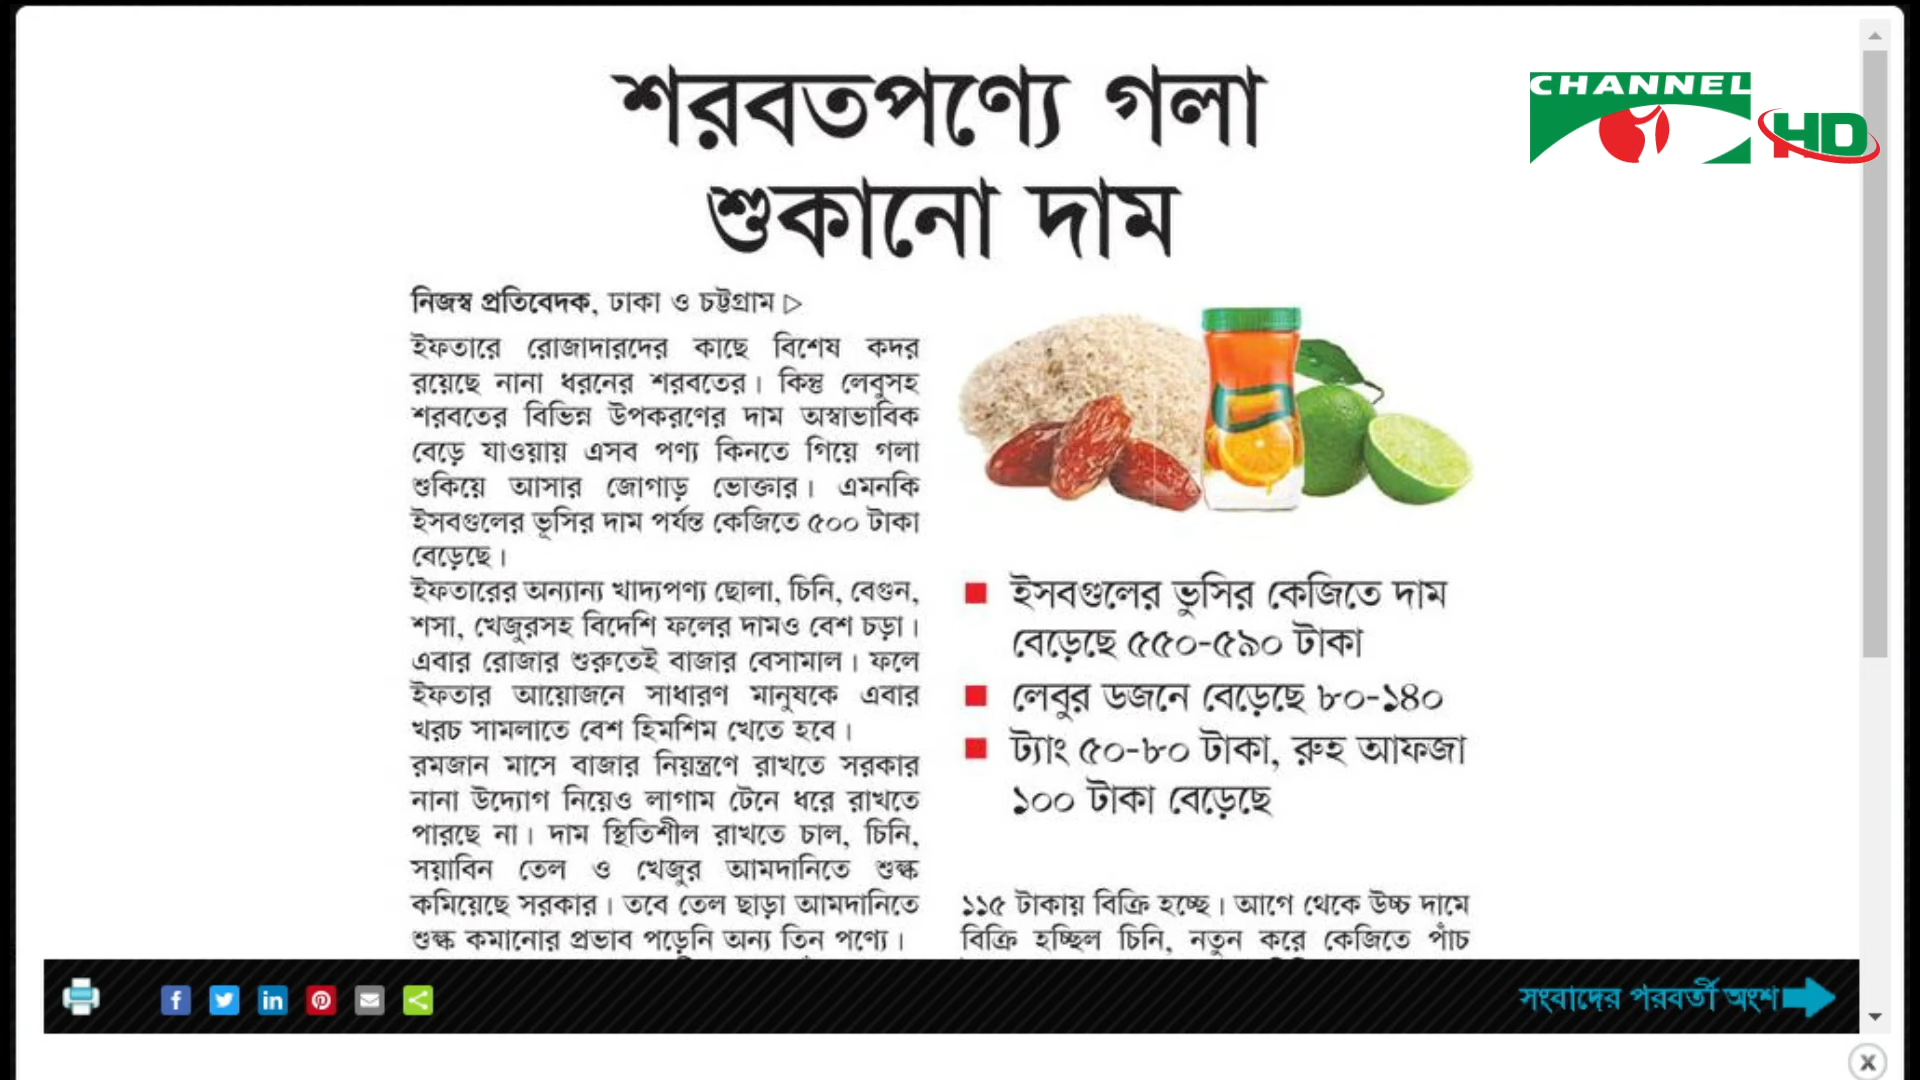 শরবতপণ্যে গলা
শুকানো দাম
CHANNEL
HD
নিজস্ব প্রতিবেদক, ঢাকা ও চট্টগ্রাম
ইফতারে রোজাদারদের কাছে বিশেষ কদর
রয়েছে নানা ধরনের শরবতের। কিন্তু লেবুসহ
শরবতের বিভিন্ন উপকরণের দাম অস্বাভাবিক
বেড়ে যাওয়ায় এসব পণ্য কিনতে গিয়ে গলা
শুকিয়ে আসার জোগাড় ভোক্তার। এমনকি
ইসবগুলের ভূসির দাম পর্যন্ত কেজিতে ৫০০ টাকা
বেড়েছে।
ইফতারের অন্যান্য খাদ্যপণ্য ছোলা, চিনি, বেগুন,
শসা, খেজুরসহ বিদেশি ফলের দামও বেশ চড়া।
এবার রোজার শুরুতেই বাজার বেসামাল। ফলে
ইফতার আয়োজনে সাধারণ মানুষকে এবার
খরচ সামলাতে বেশ হিমশিম খেতে হবে।
রমজান মাসে বাজার নিয়ন্ত্রণে রাখতে সরকার
নানা উদ্যোগ নিয়েও লাগাম টেনে ধরে রাখতে
পারছে না। দাম স্থিতিশীল রাখতে চাল, চিনি,
সয়াবিন তেল ও খেজুর আমদানিতে শুল্ক
কমিয়েছে সরকার। তবে তেল ছাড়া আমদানিতে
শুল্ক কমানোর প্রভাব পড়েনি অন্য তিন পণ্যে।
ইসবগুলের ভুসির কেজিতে দাম
বেড়েছে ৫৫০-৫৯০ টাকা
লেবুর ডজনে বেড়েছে ৮০-১৪০
ট্যাং ৫০-৮০ টাকা, রুহ আফজা
১০০ টাকা বেড়েছে
১১৫ টাকায় বিক্রি হচ্ছে। আগে থেকে উচ্চ দামে
বিক্রি হচ্ছিল চিনি, নতুন করে কেজিতে পাঁচ
সংবাদের পরবর্তী অংশ